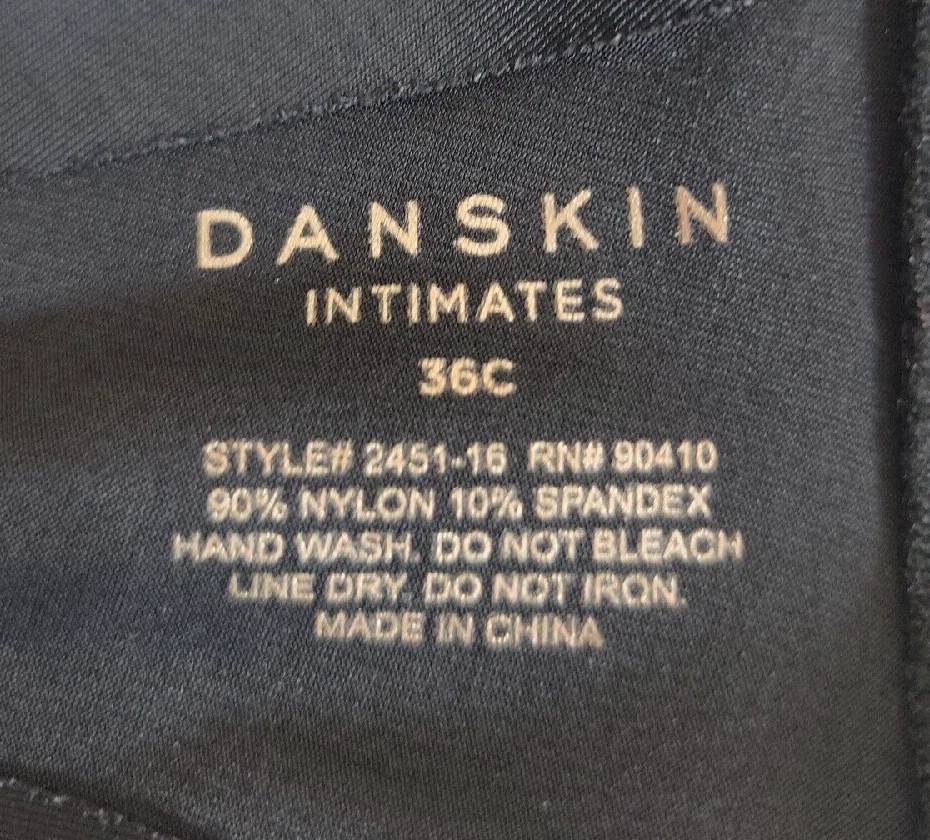 DANSKIN
INTIMATES
36C
STYLE# 2451-16 RN# 90410
90% NYLON 10% SPANDEX
HAND WASH. DO NOT BLEACH
LINE DRY. DO NOT IRON.
MADE IN CHINA